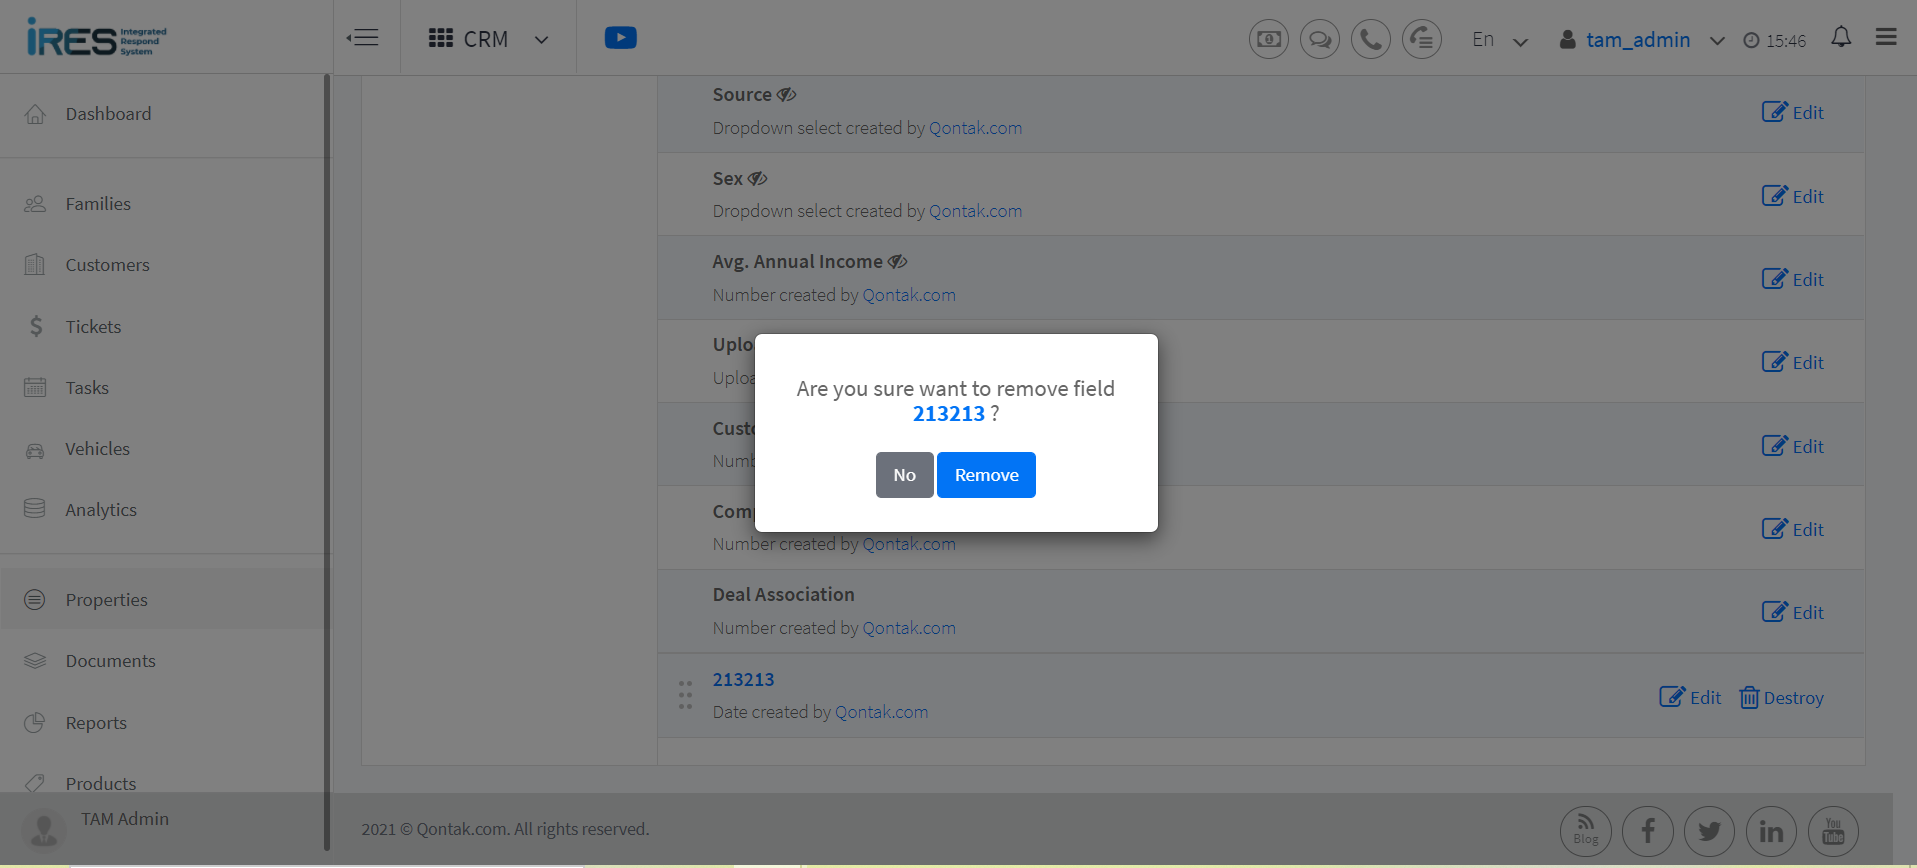 iRES Integrated
Respond
System
CRM
En
tam_admin
15:46
Dashboard
Families
Customers
Tickets
Tasks
Vehicles
Analytics
Properties
Documents
Reports
Products
TAM Admin
Source
Dropdown select created by Qontak.com
Edit
Sex
Dropdown select created by Qontak.com
Edit
Avg. Annual Income
Number created by Qontak.com
Edit
Uplo
Uploa
Edit
Custo
Numb
Edit
Comp
Number created by Qontak.com
Edit
Deal Association
Number created by Qontak.com
Edit
213213
Date created by Qontak.com
Edit Destroy
Are you sure want to remove field
213213 ?
No Remove
2021 © Qontak.com. All rights reserved.
Blog
You
Tube